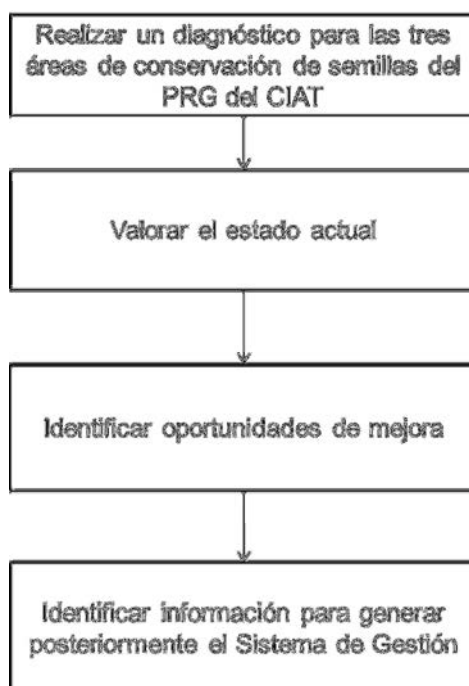 Realizar un diagnóstico para las tres
áreas de conservación de semillas del
PRG del CIAT
Valorar el estado actual
Identificar oportunidades de mejora
Identificar información para generar
posteriormente el Sistema de Gestión